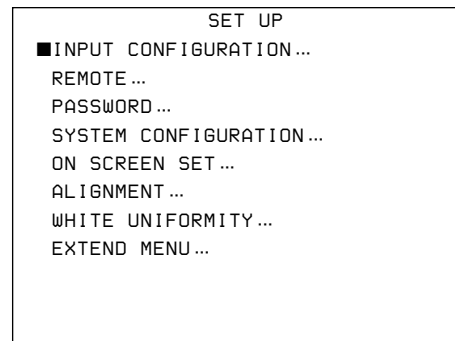 SET UP
■INPUT CONFIGURATION…
REMOTE…
PASSWORD…
SYSTEM CONFIGURATION…
ON SCREEN SET…
ALIGNMENT…
WHITE UNIFORMITY…
EXTEND MENU…